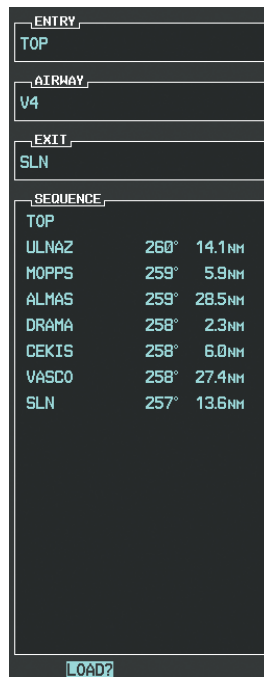 ENTRY
TOP
AIRWAY
V4
EXIT
SLN
SEQUENCE
TOP
ULNAZ 260° 14.1NM
MOPPS 259° 5.9NM
ALMAS 259° 28.5NM
DRAMA 258° 2.3NM
CEKIS 258° 6.0NM
VASCO 258° 27.4NM
SLN 257° 13.6NM
LOAD?